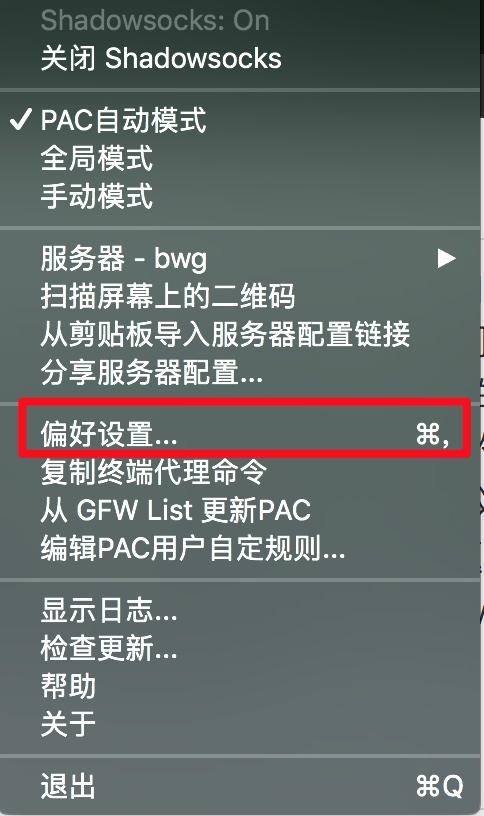 Shadowsocks: On
关闭 Shadowsocks
PAC自动模式
全局模式
手动模式
服务器 - bwg
扫描屏幕上的二维码
从剪贴板导入服务器配置链接
分享服务器配置...
偏好设置... ⌘,
复制终端代理命令
从 GFW List 更新PAC
编辑PAC用户自定规则...
显示日志...
检查更新...
帮助
关于
退出 ⌘Q